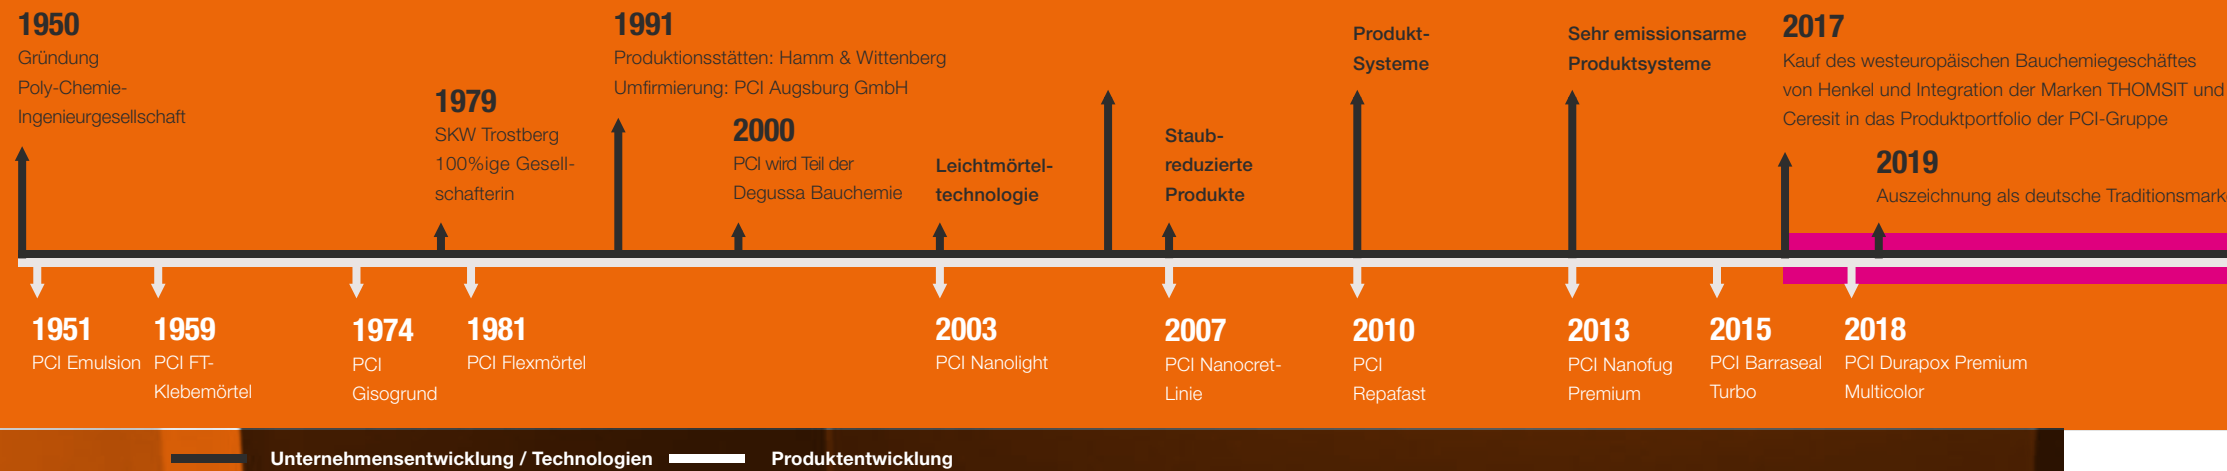 1950
Gründung
Poly-Chemie-
Ingenieurgesellschaft
1979
SKW Trostberg
100%ige Gesell-
schafterin
1991
Produktionsstätten: Hamm & Wittenberg
Umfirmierung: PCI Augsburg GmbH
2000
PCI wird Teil der
Degussa Bauchemie
Leichtmörtel-
technologie
Staub-
reduzierte
Produkte
Produkt-
Systeme
Sehr emissionsarme
Produktsysteme
2017
Kauf des westeuropäischen Bauchemiegeschäftes
von Henkel und Integration der Marken THOMSIT und
Ceresit in das Produktportfolio der PCI-Gruppe
2019
Auszeichnung als deutsche Traditionsmark
1951
PCI Emulsion
1959
PCI FT-
Klebemörtel
1974
PCI
Gisogrund
1981
PCI Flexmörtel
2003
PCI Nanolight
2007
PCI Nanocret-
Linie
2010
PCI
Repafast
2013
PCI Nanofug
Premium
2015
PCI Barraseal
Turbo
2018
PCI Durapox Premium
Multicolor
Unternehmensentwicklung / Technologien
Produktentwicklung